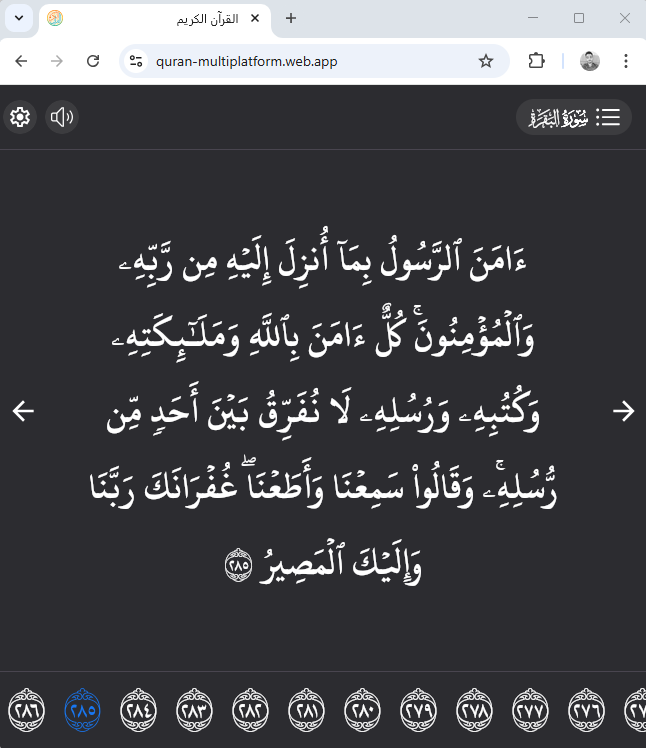 القرآن الكريم
quran-multiplatform.web.app
سُورَةُ البَقَرَةِ
ءَامَنَ ٱلرَّسُولُ بِمَآ أُنزِلَ إِلَيۡهِ مِن رَّبِّهِۦ
وَٱلۡمُؤۡمِنُونَۚ كُلٌّ ءَامَنَ بِٱللَّهِ وَمَلَـٰٓئِكَتِهِۦ
وَكُتُبِهِۦ وَرُسُلِهِۦ لَا نُفَرِّقُ بَيۡنَ أَحَدٖ مِّن
رُّسُلِهِۦۚ وَقَالُواْ سَمِعۡنَا وَأَطَعۡنَاۖ غُفۡرَانَكَ رَبَّنَا
وَإِلَيۡكَ ٱلۡمَصِيرُ ٢٨٥
٢٨٦ ٢٨٥ ٢٨٤ ٢٨٣ ٢٨٢ ٢٨١ ٢٨٠ ٢٧٩ ٢٧٨ ٢٧٧ ٢٧٦